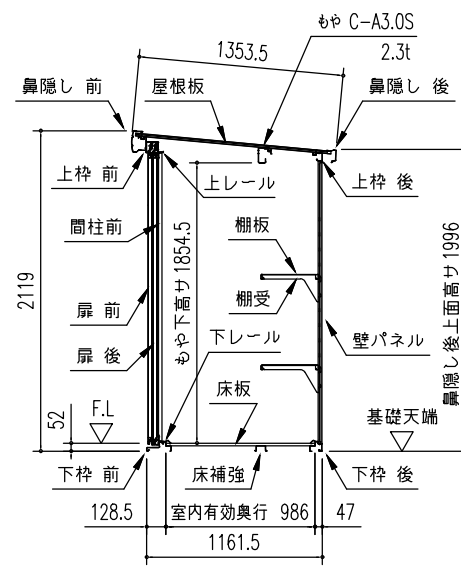 もや C-A3.0S
1353.5
2.3t
鼻隠し 前
屋根板
鼻隠し 後
上枠 前
上レール
上枠 後
間柱前
棚板
もや下高サ1854.5
棚受
2119
鼻隠し後上面高サ1996
扉 前
下レール
壁パネル
扉 後
床板
52
F.L
基礎天端
下枠 前
床補強
下枠 後
128.5
室内有効奥行 986
47
1161.5